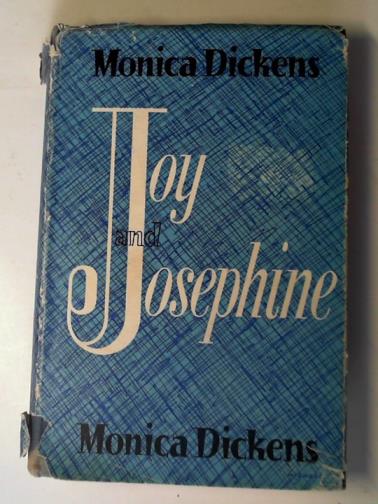 Monica Dickens
Joy
and
Josephine
Monica Dickens